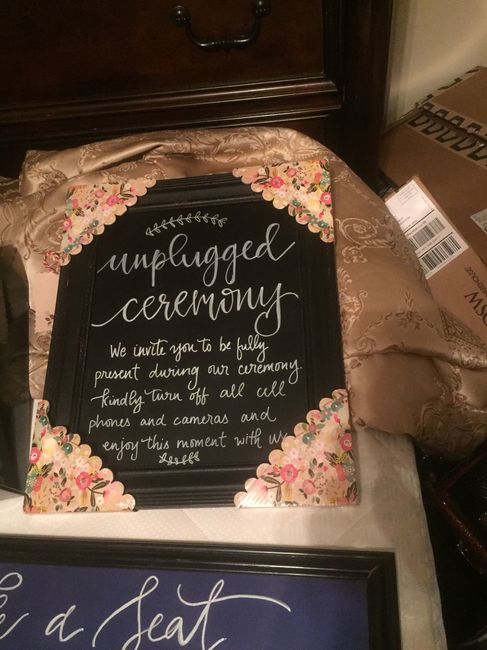 unplugged
ceremony
We invite you to be fully
present during our ceremony.
Kindly turn off all cell
phones and cameras and
enjoy this moment with us
a seat